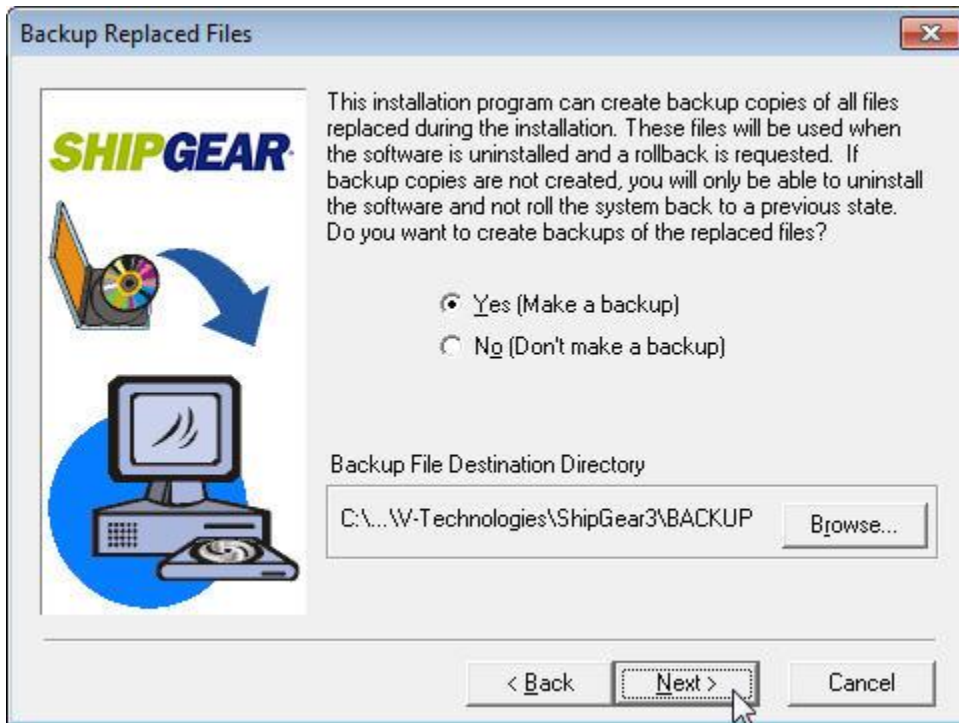 Backup Replaced Files
SHIPGEAR
This installation program can create backup copies of all files
replaced during the installation. These files will be used when
the software is uninstalled and a rollback is requested. If
backup copies are not created, you will only be able to uninstall
the software and not roll the system back to a previous state.
Do you want to create backups of the replaced files?
Yes (Make a backup)
No (Don't make a backup)
Backup File Destination Directory
C:\...\V-Technologies\ShipGear3\BACKUP
Browse...
< Back
Next >
Cancel